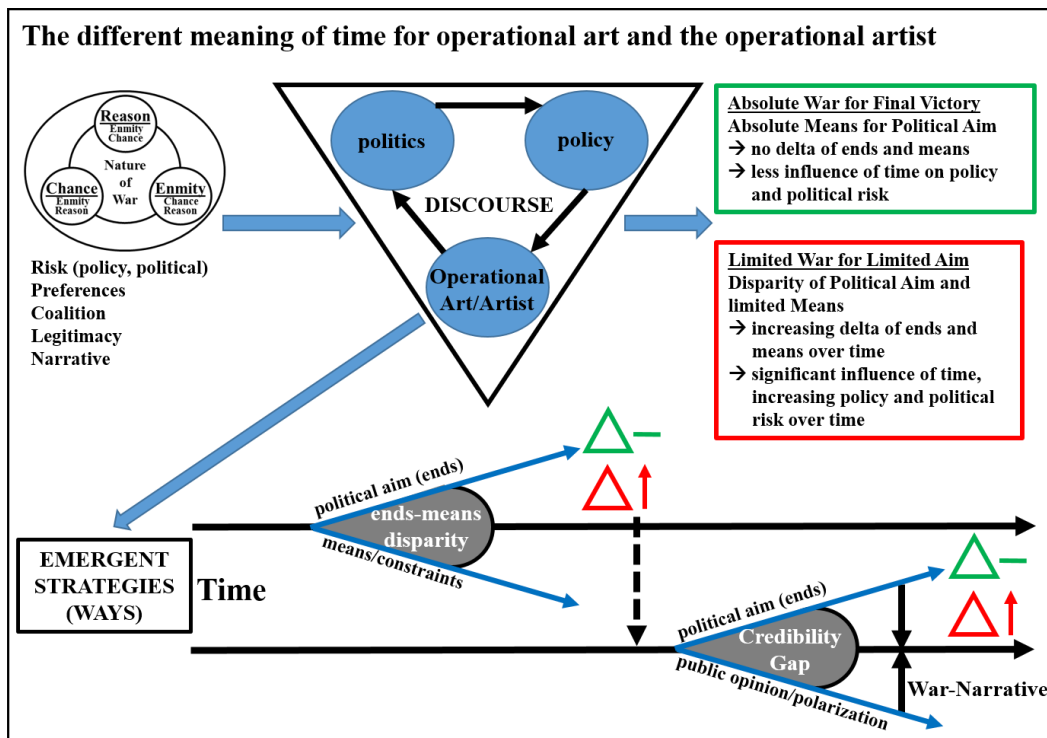 The different meaning of time for operational art and the operational artist
Reason
Enmity
Chance
Nature
of
War
Chance
Enmity
Reason
Enmity
Chance
Reason
Risk (policy, political)
Preferences
Coalition
Legitimacy
Narrative
politics
policy
DISCOURSE
Operational
Art/Artist
Absolute War for Final Victory
Absolute Means for Political Aim
→ no delta of ends and means
→ less influence of time on policy
and political risk
Limited War for Limited Aim
Disparity of Political Aim and
limited Means
→ increasing delta of ends and
means over time
→ significant influence of time,
increasing policy and political
risk over time
political aim (ends)
ends-means
disparity
means/constraints
EMERGENT
STRATEGIES
(WAYS)
Time
political aim (ends)
Credibility
Gap
public opinion/polarization
War-Narrative